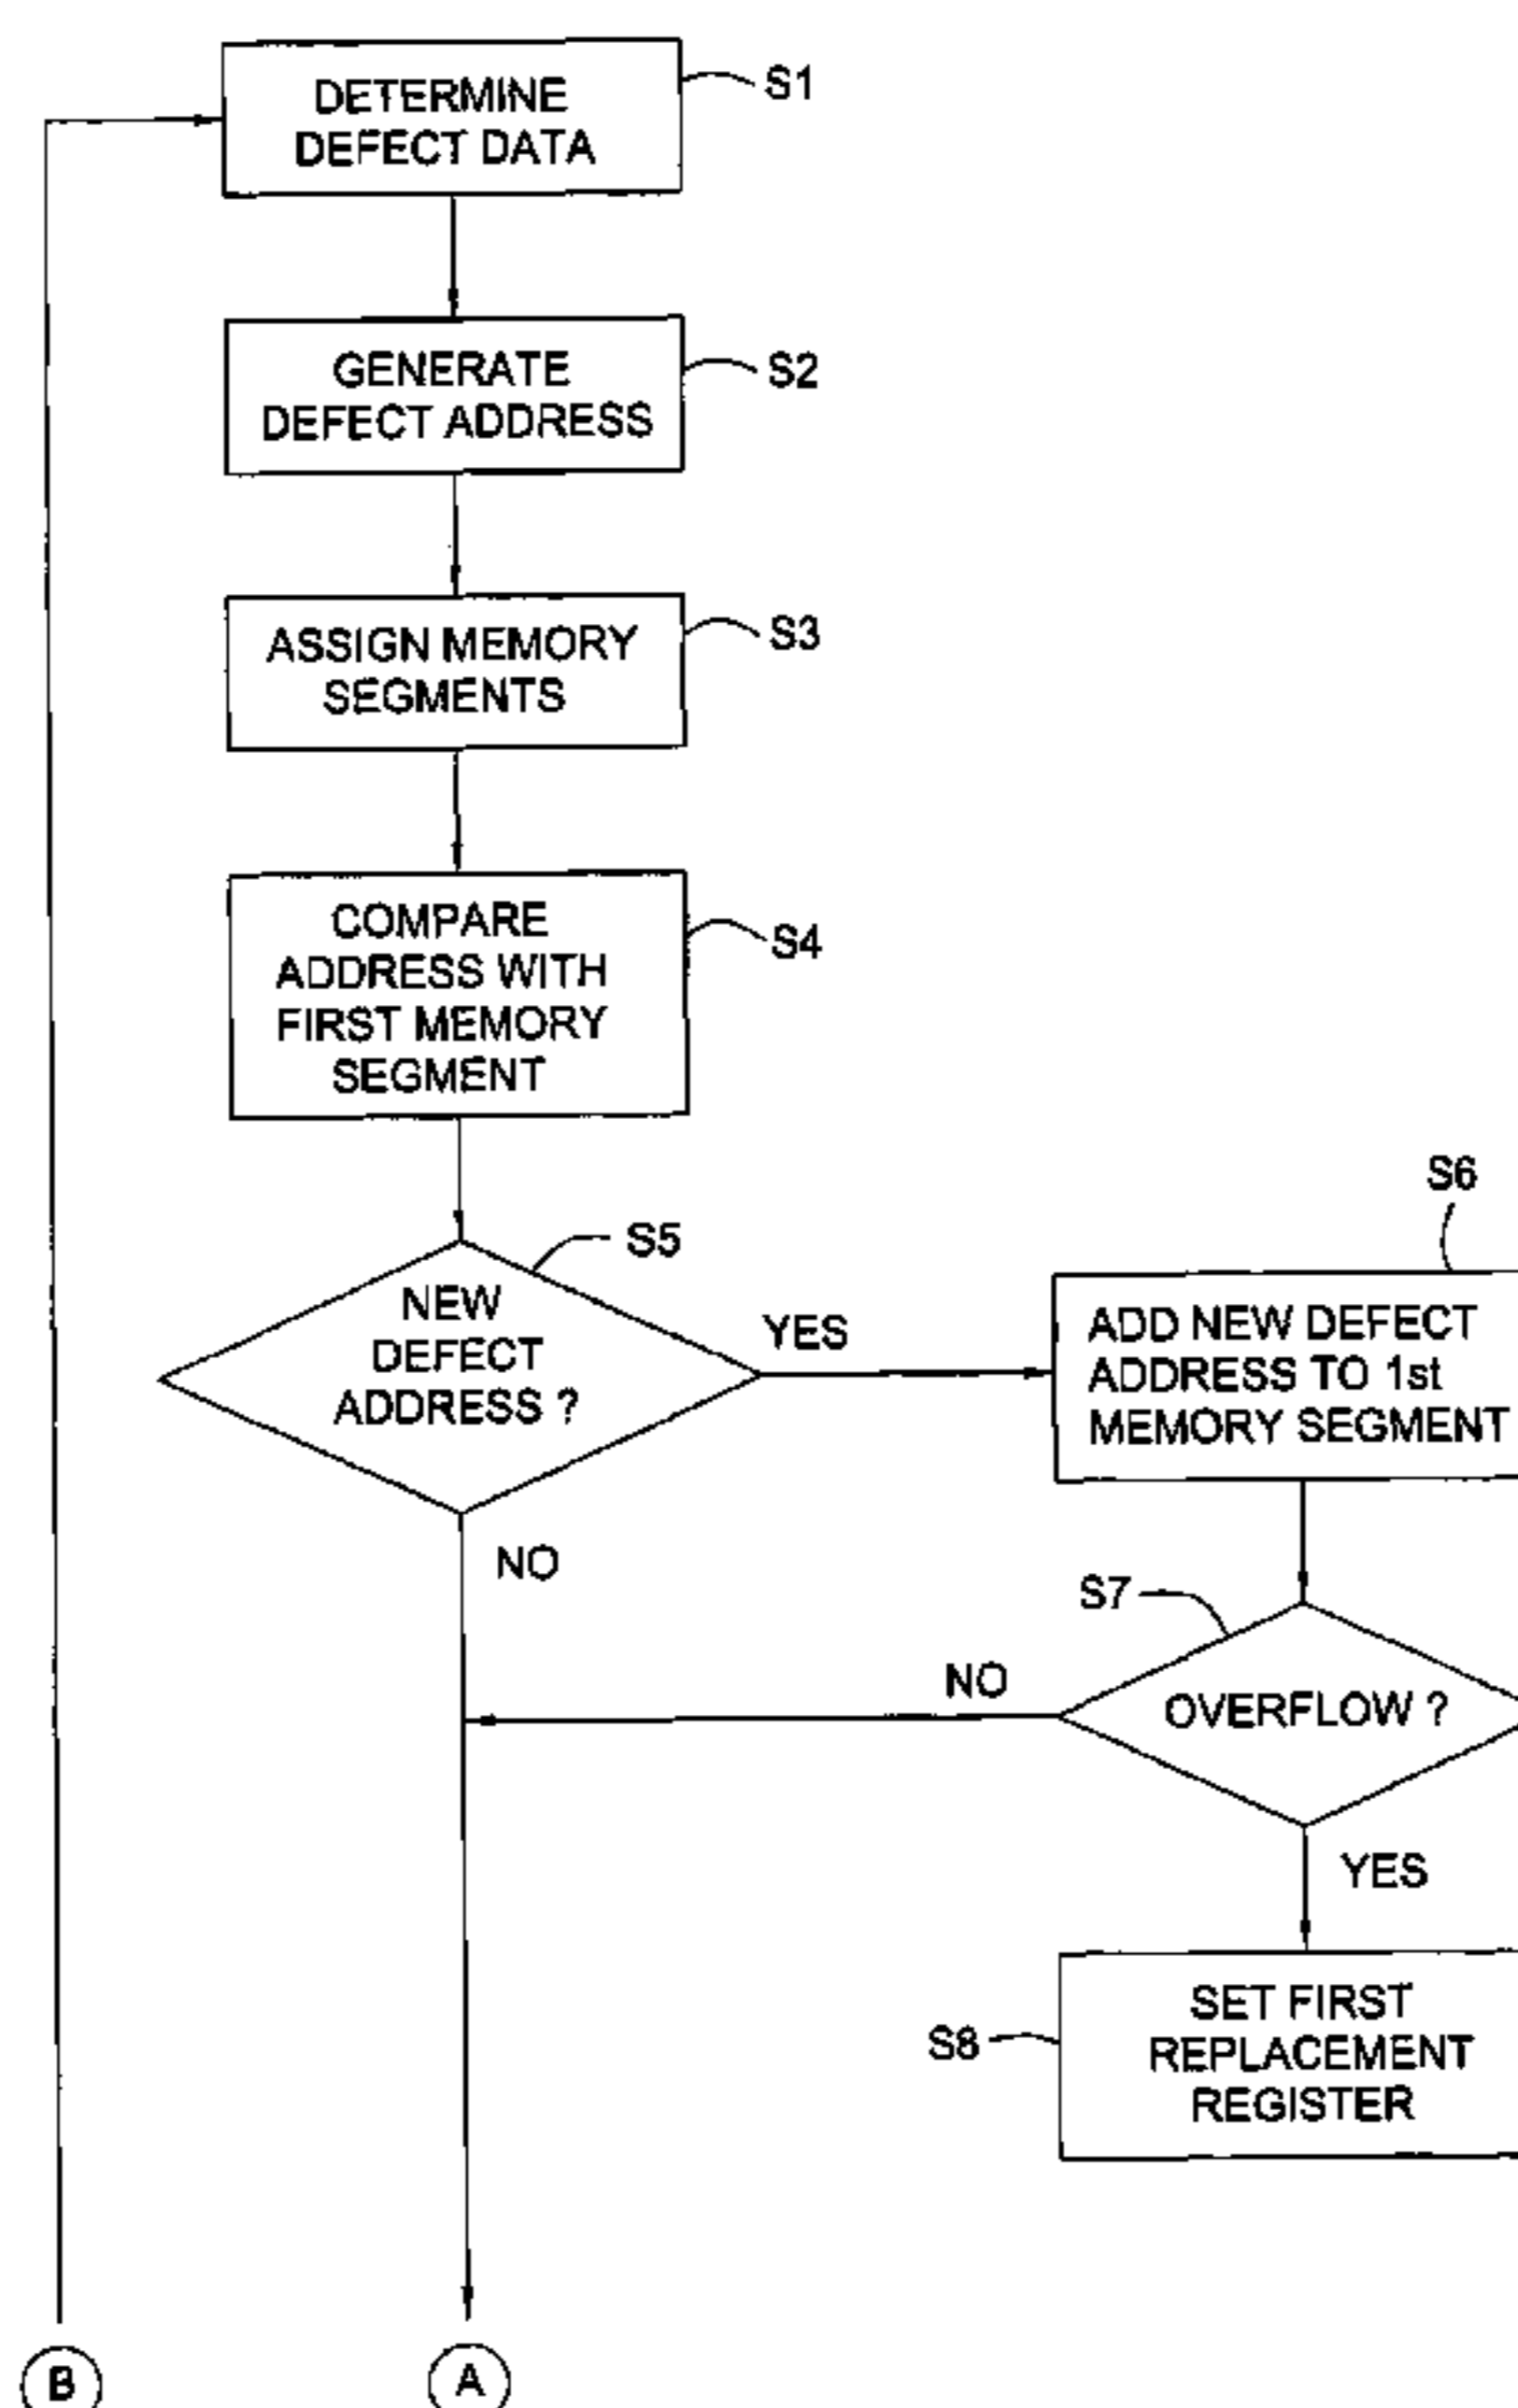 DETERMINE
DEFECT DATA
S1
GENERATE
DEFECT ADDRESS
S2
ASSIGN MEMORY
SEGMENTS
S3
COMPARE
ADDRESS WITH
FIRST MEMORY
SEGMENT
S4
NEW
DEFECT
ADDRESS ?
S5
YES
NO
S6
ADD NEW DEFECT
ADDRESS TO 1st
MEMORY SEGMENT
S7
OVERFLOW ?
NO
YES
S8
SET FIRST
REPLACEMENT
REGISTER
B
A